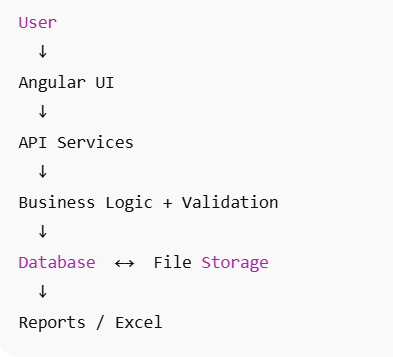 User
↓
Angular UI
↓
API Services
↓
Business Logic + Validation
↓
Database ↔ File Storage
↓
Reports / Excel